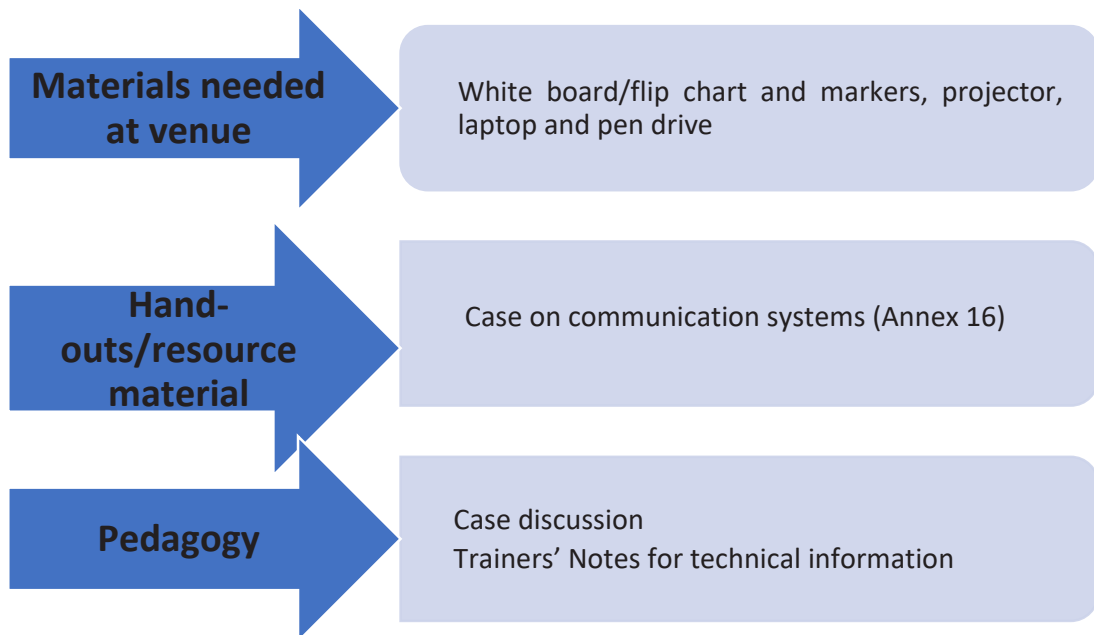 Materials needed
at venue
White board/flip chart and markers, projector,
laptop and pen drive
Hand-
outs/resource
material
Case on communication systems (Annex 16)
Pedagogy
Case discussion
Trainers’ Notes for technical information